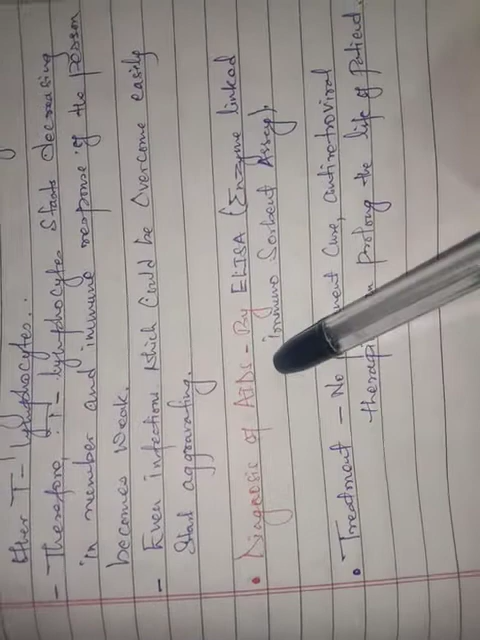 other T-lymphocytes.
- Therefore, T-lymphocytes starts decreasing
in number and immune response of the person
becomes weak.
- Even infection which could be overcome easily
start aggravating.
• Diagnosis of AIDS - By ELISA (Enzyme linked
immuno Sorbent Assay).
• Treatment - No cure, antiretroviral
prolong the life of patient.